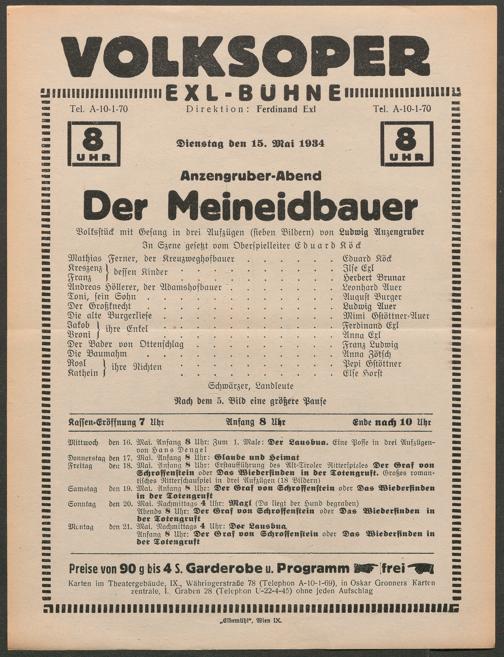 VOLKSOPER
EXL-BÜHNE
Tel. A-10-1-70 Direktion: Ferdinand Exl Tel. A-10-1-70
8 UHR Dienstag den 15. Mai 1934 8 UHR
Anzengruber-Abend
Der Meineidbauer
Volksstück mit Gesang in drei Aufzügen (sieben Bildern) von Ludwig Anzengruber
In Szene gesetzt vom Oberspielleiter Eduard Köck
Mathias Ferner, der Kreuzweghofbauer . . . . Eduard Köck
Kreszenz } dessen Kinder . . . . Ilse Exl
Franz } . . . . Herbert Brunar
Andreas Höllerer, der Adamshofbauer . . . . Leonhard Auer
Toni, sein Sohn . . . . August Burger
Der Großknecht . . . . Ludwig Auer
Die alte Burgerliese . . . . Mimi Gstöttner-Auer
Jakob } ihre Enkel . . . . Ferdinand Exl
Vroni } . . . . Anna Exl
Der Bader von Ottenschlag . . . . Franz Ludwig
Die Baumahm . . . . Anna Zötsch
Rosl } ihre Nichten . . . . Pepi Gstöttner
Kathrein } . . . . Else Horst
Schwärzer, Landleute
Nach dem 5. Bild eine größere Pause
Kassen-Eröffnung 7 Uhr Anfang 8 Uhr Ende nach 10 Uhr
Mittwoch den 16. Mai. Anfang 8 Uhr: Zum 1. Male: Der Lausbua. Eine Posse in drei Aufzügen
von Hans Dengel
Donnerstag den 17. Mai. Anfang 8 Uhr: Glaube und Heimat
Freitag den 18. Mai. Anfang 8 Uhr: Erstaufführung des Alt-Tiroler Ritterspieles Der Graf von
Schroffenstein oder Das Wiederfinden in der Totengruft. Großes roman-
tisches Ritterschauspiel in drei Aufzügen (18 Bildern)
Samstag den 19. Mai. Anfang 8 Uhr: Der Graf von Schroffenstein oder Das Wiederfinden
in der Totengruft
Sonntag den 20. Mai. Nachmittags 4 Uhr: Maxl (Da liegt der Hund begraben)
Abends 8 Uhr: Der Graf von Schroffenstein oder Das Wiederfinden in
der Totengruft
Montag den 21. Mai. Nachmittags 4 Uhr: Der Lausbua
Anfang 8 Uhr: Der Graf von Schroffenstein oder Das Wiederfinden in
der Totengruft
Preise von 90 g bis 4 S. Garderobe u. Programm frei
Karten im Theatergebäude, IX., Währingerstraße 78 (Telephon A-10-1-69), in Oskar Gronners Karten
zentrale, I. Graben 28 (Telephon U-22-4-45) ohne jeden Aufschlag
„Elbemühl“, Wien IX.